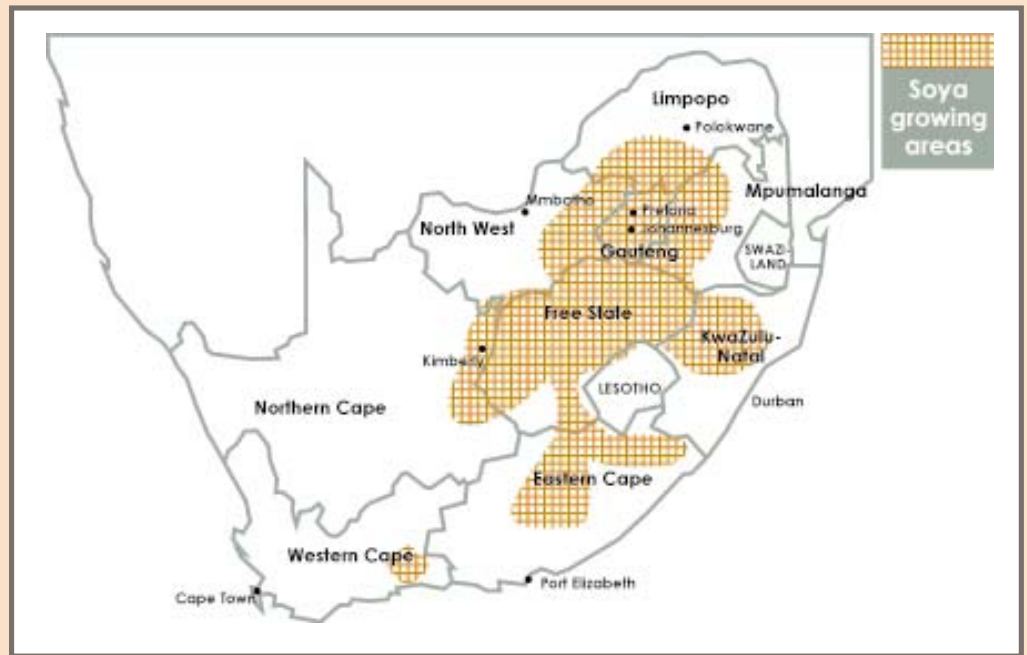 Soya
growing
areas
Limpopo
Polokwane
Mpumalanga
Mmbatho
Pretoria
North West
Johannesburg
Gauteng
SWAZI-
LAND
Free State
KwaZulu-
Natal
Kimberly
LESOTHO
Durban
Northern Cape
Eastern Cape
Western Cape
Port Elizabeth
Cape Town